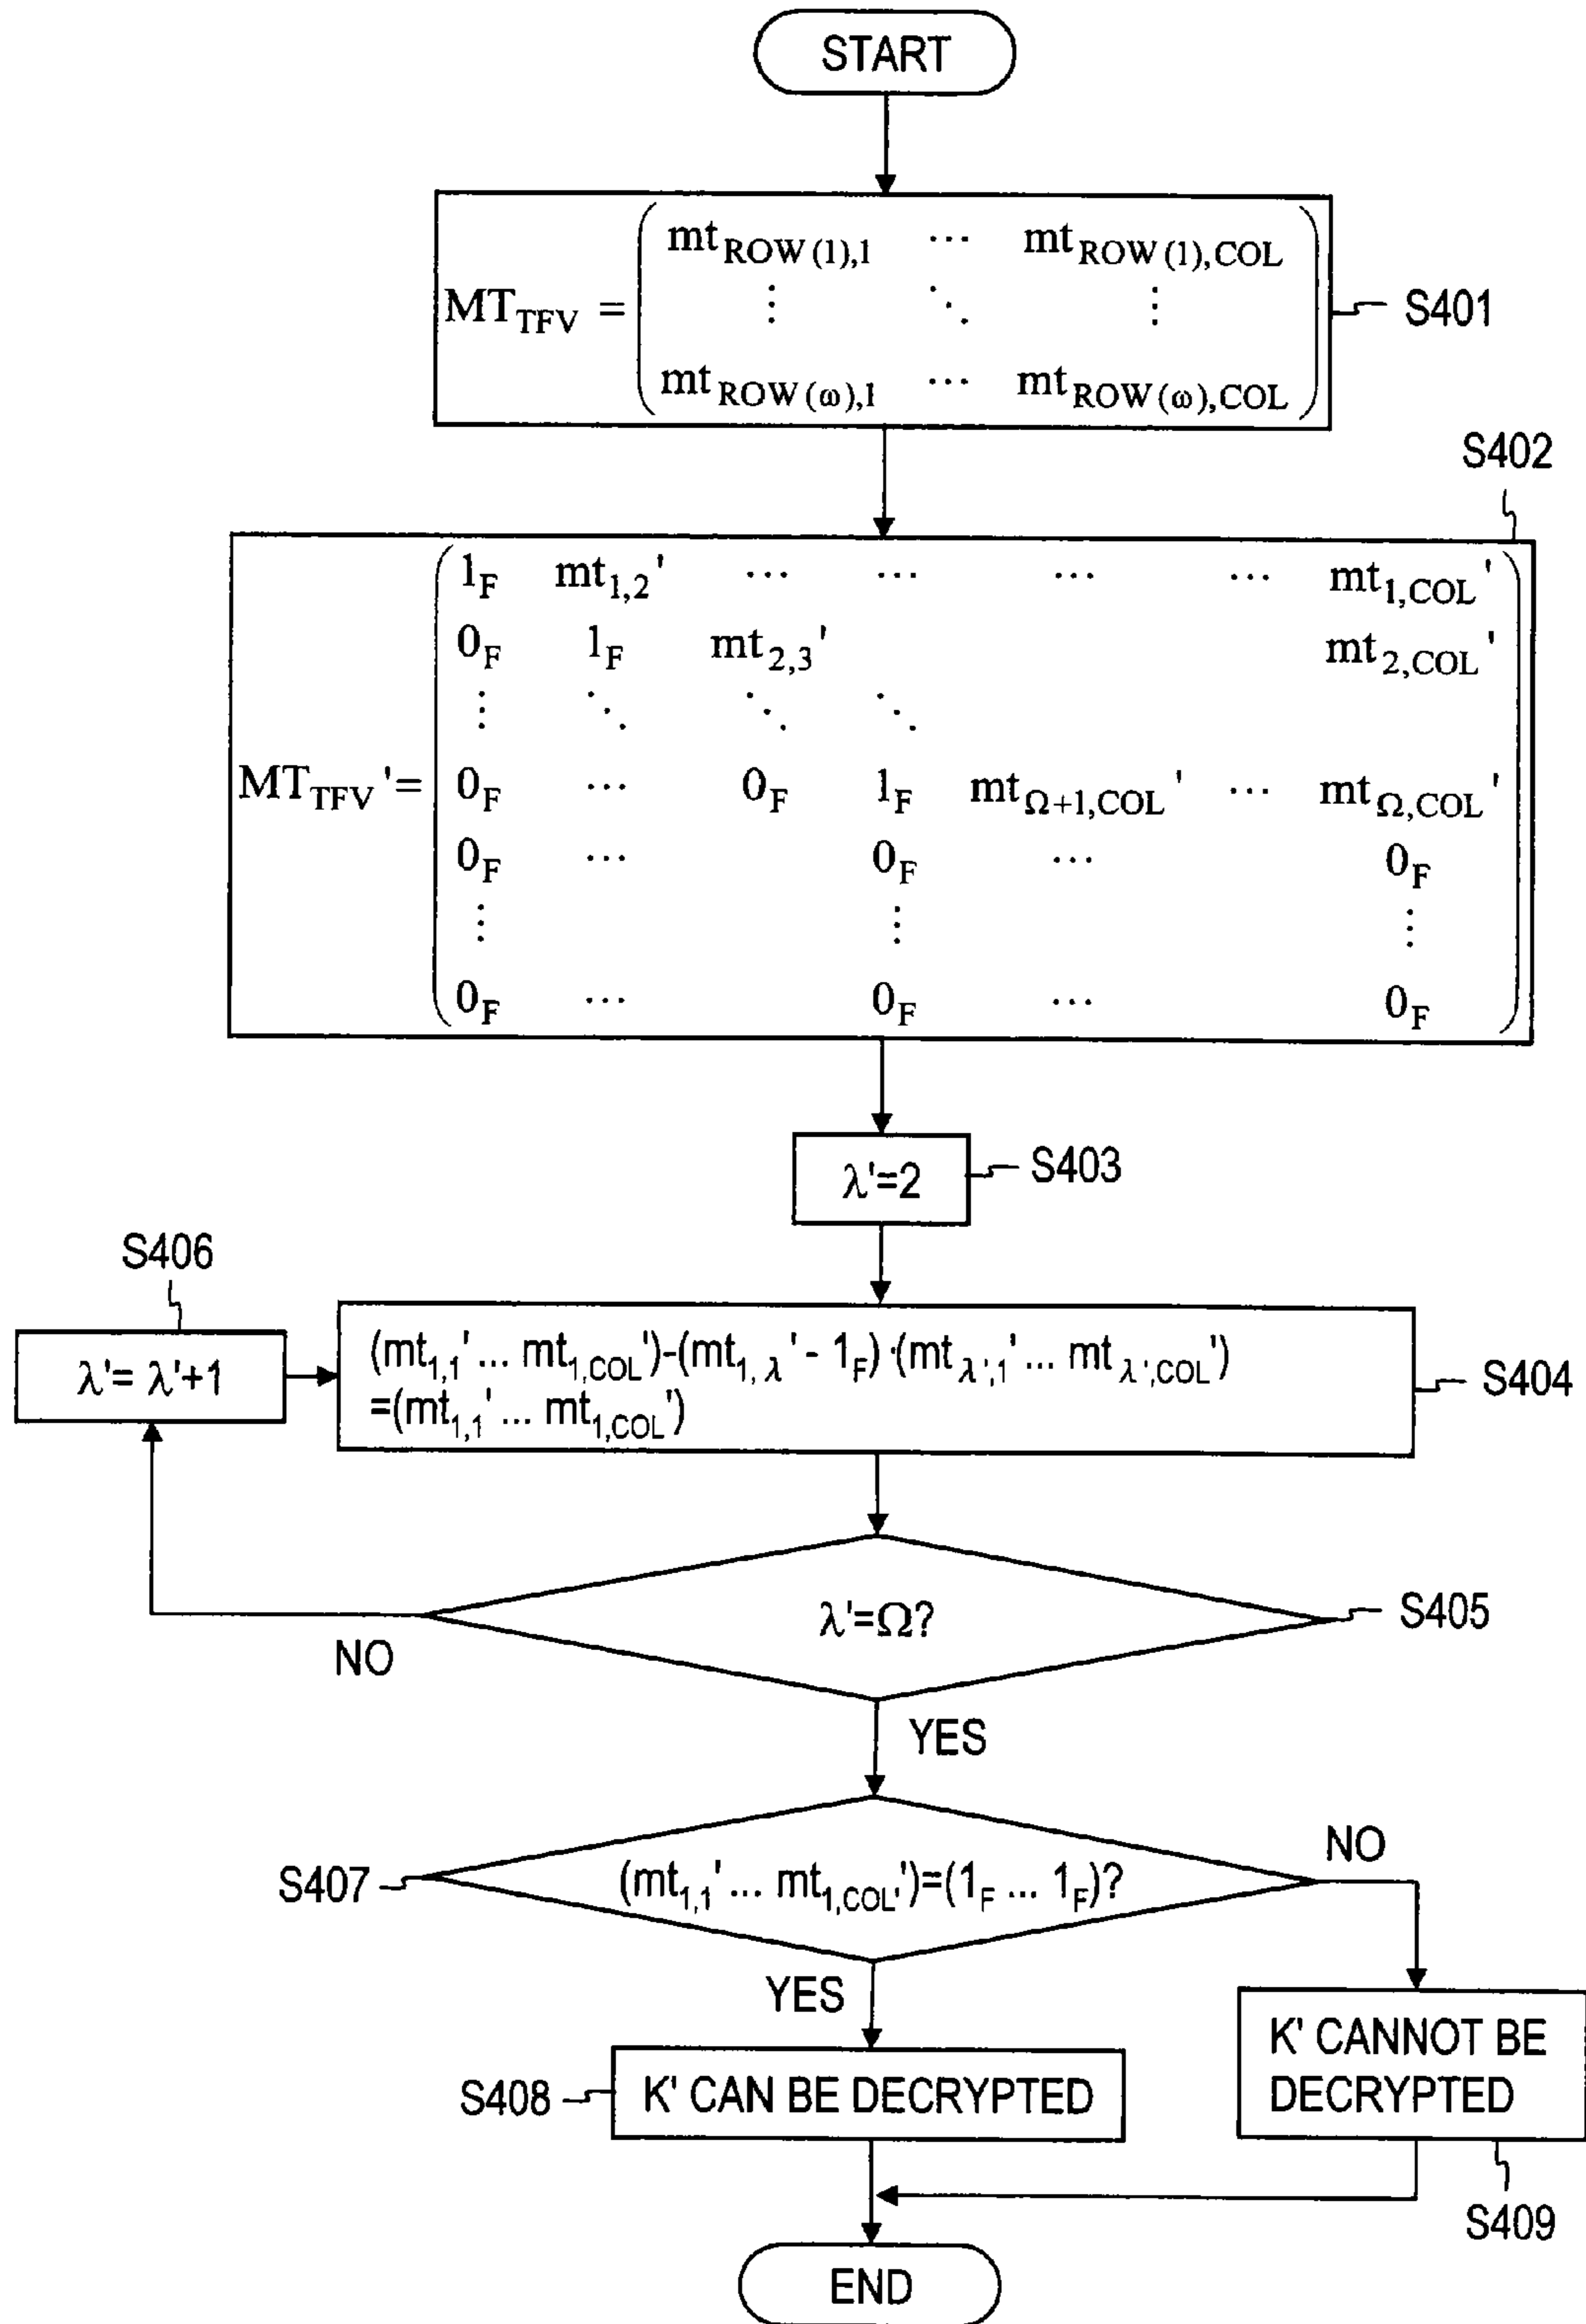 START
MT_TFV = ( mt_ROW(1),1 ⋯ mt_ROW(1),COL
⋮ ⋱ ⋮
mt_ROW(ω),1 ⋯ mt_ROW(ω),COL )
S401
S402
1_F mt_1,2' ⋯ ⋯ ⋯ ⋯ mt_1,COL'
0_F 1_F mt_2,3' mt_2,COL'
⋮ ⋱ ⋱ ⋱
MT_TFV' = 0_F ⋯ 0_F 1_F mt_Ω+1,COL' ⋯ mt_Ω,COL'
0_F ⋯ 0_F ⋯ 0_F
⋮ ⋮ ⋮
0_F ⋯ 0_F ⋯ 0_F
λ'=2
S403
S406
λ'= λ'+1
(mt_1,1' ... mt_1,COL')-(mt_1,λ' - 1_F)·(mt_λ',1' ... mt_λ',COL')
=(mt_1,1' ... mt_1,COL')
S404
λ'=Ω?
S405
NO
YES
S407
(mt_1,1' ... mt_1,COL')=(1_F ... 1_F)?
NO
YES
S408
K' CAN BE DECRYPTED
K' CANNOT BE
DECRYPTED
S409
END